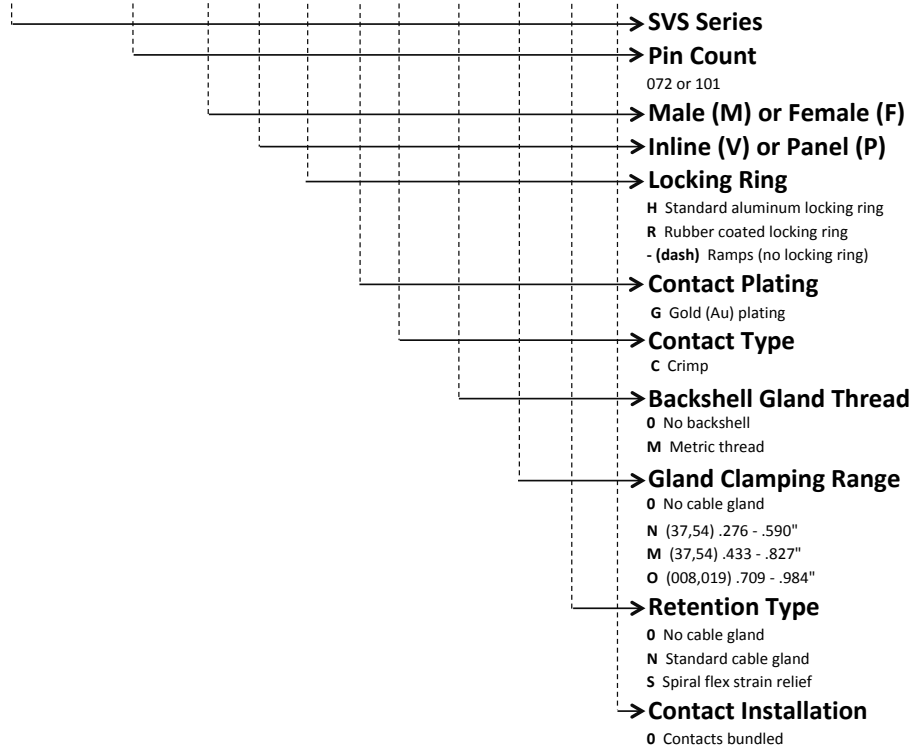 SVS Series
Pin Count
072 or 101
Male (M) or Female (F)
Inline (V) or Panel (P)
Locking Ring
H Standard aluminum locking ring
R Rubber coated locking ring
- (dash) Ramps (no locking ring)
Contact Plating
G Gold (Au) plating
Contact Type
C Crimp
Backshell Gland Thread
0 No backshell
M Metric thread
Gland Clamping Range
0 No cable gland
N (37,54) .276 - .590"
M (37,54) .433 - .827"
O (008,019) .709 - .984"
Retention Type
0 No cable gland
N Standard cable gland
S Spiral flex strain relief
Contact Installation
0 Contacts bundled